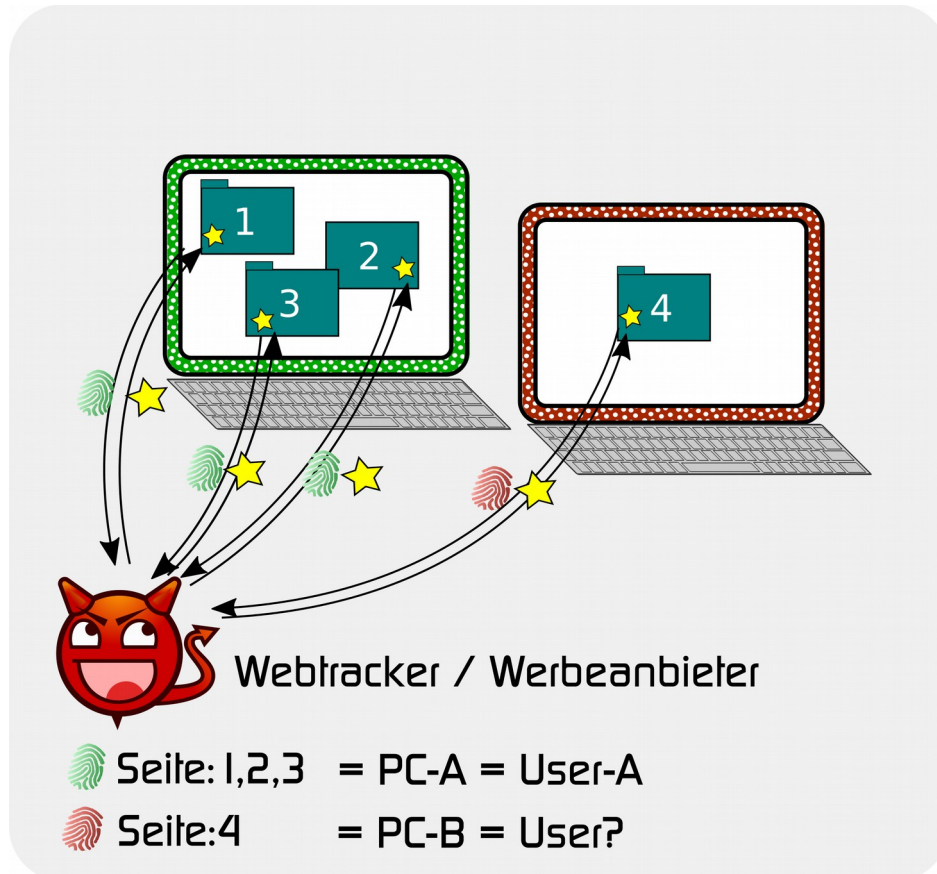 1
2
3
4
Webtracker / Werbeanbieter
Seite: 1,2,3 = PC-A = User-A
Seite:4 = PC-B = User?